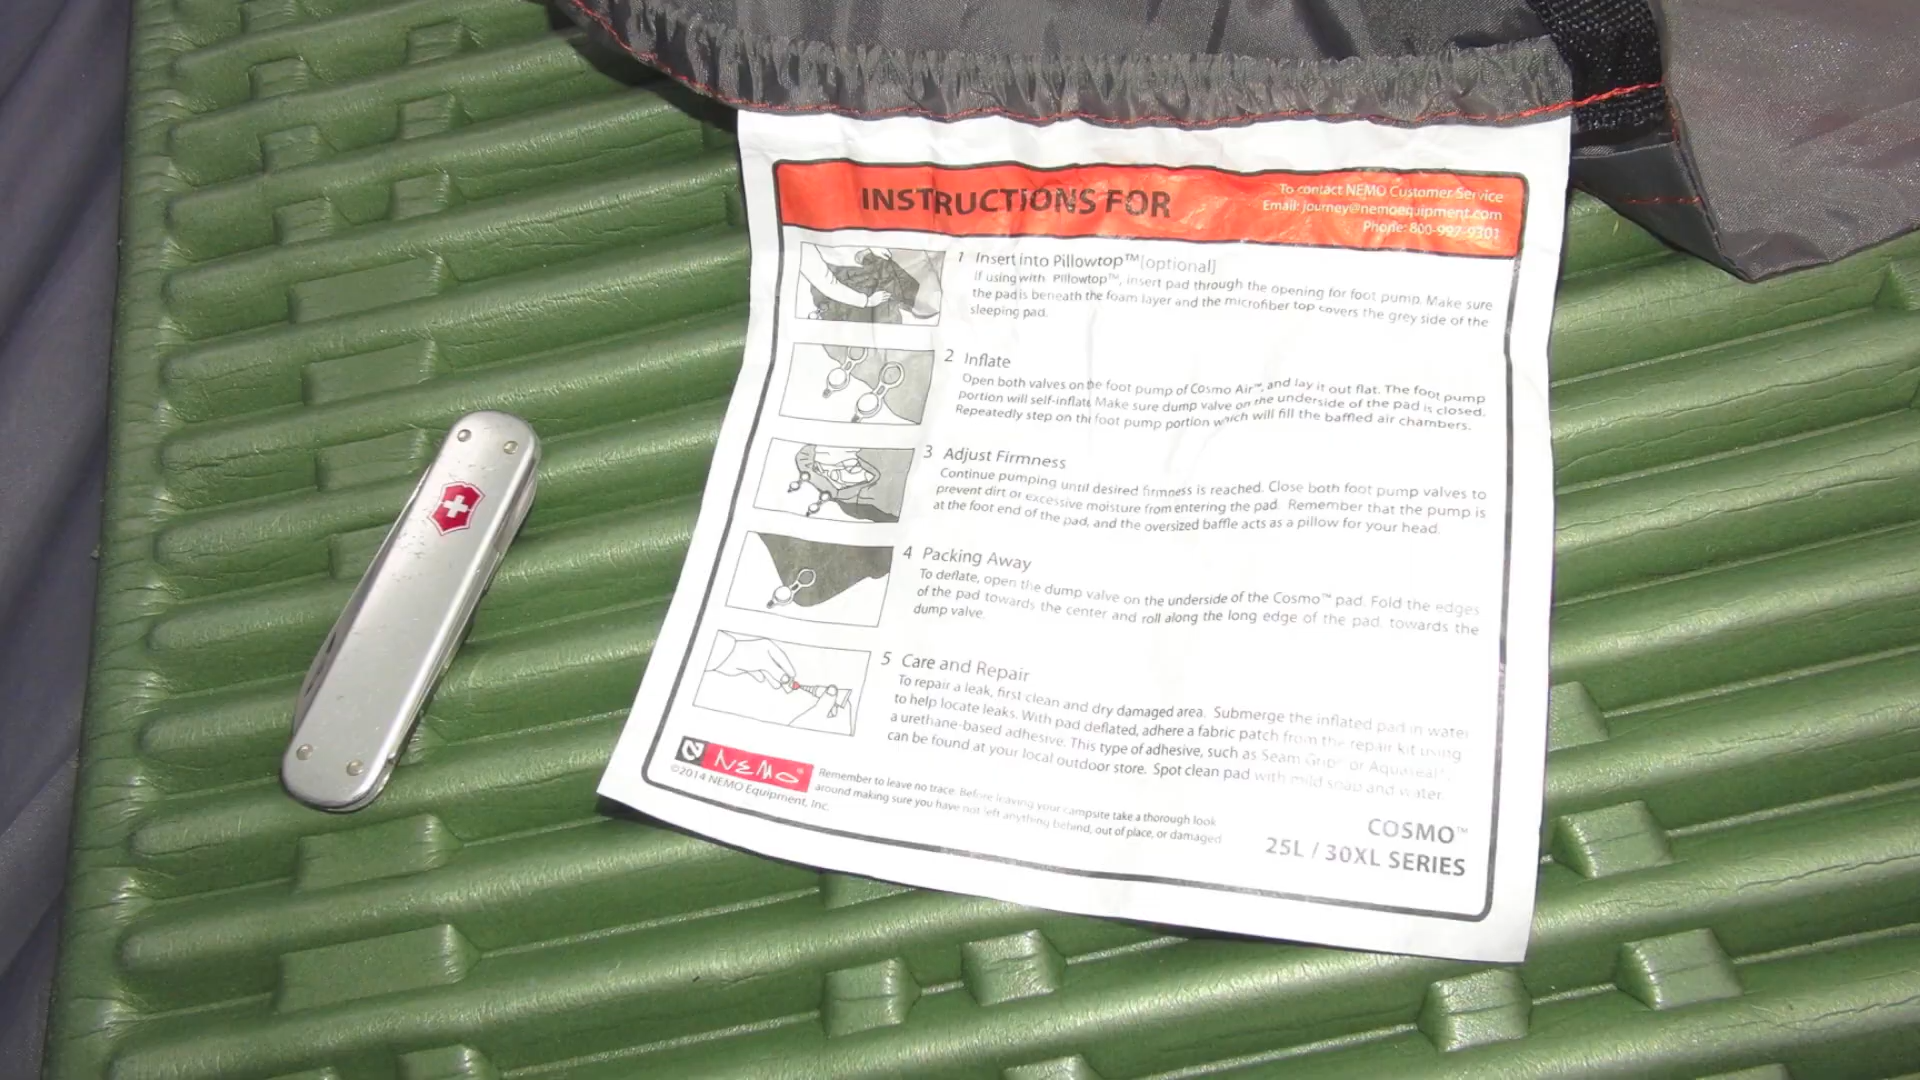 INSTRUCTIONS FOR
To contact NEMO Customer Service
Email: journey@nemoequipment.com
Phone: 800-997-9301
1 Insert into Pillowtop™ [optional]
If using with Pillowtop™, insert pad through the opening for foot pump. Make sure
the pad is beneath the foam layer and the microfiber top covers the grey side of the
sleeping pad.
2 Inflate
Open both valves on the foot pump of Cosmo Air™, and lay it out flat. The foot pump
portion will self-inflate. Make sure dump valve on the underside of the pad is closed.
Repeatedly step on the foot pump portion which will fill the baffled air chambers.
3 Adjust Firmness
Continue pumping until desired firmness is reached. Close both foot pump valves to
prevent dirt or excessive moisture from entering the pad. Remember that the pump is
at the foot end of the pad, and the oversized baffle acts as a pillow for your head.
4 Packing Away
To deflate, open the dump valve on the underside of the Cosmo™ pad. Fold the edges
of the pad towards the center and roll along the long edge of the pad, towards the
dump valve.
5 Care and Repair
To repair a leak, first clean and dry damaged area. Submerge the inflated pad in water
to help locate leaks. With pad deflated, adhere a fabric patch from the repair kit using
a urethane-based adhesive. This type of adhesive, such as Seam Grip® or Aquaseal®,
can be found at your local outdoor store. Spot clean pad with mild soap and water.
NEMO®
©2014 NEMO Equipment, Inc.
Remember to leave no trace. Before leaving your campsite take a thorough look
around making sure you have not left anything behind, out of place, or damaged
COSMO™
25L / 30XL SERIES